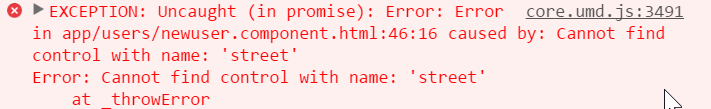 EXCEPTION: Uncaught (in promise): Error: Error core.umd.js:3491
in app/users/newuser.component.html:46:16 caused by: Cannot find
control with name: 'street'
Error: Cannot find control with name: 'street'
at _throwError